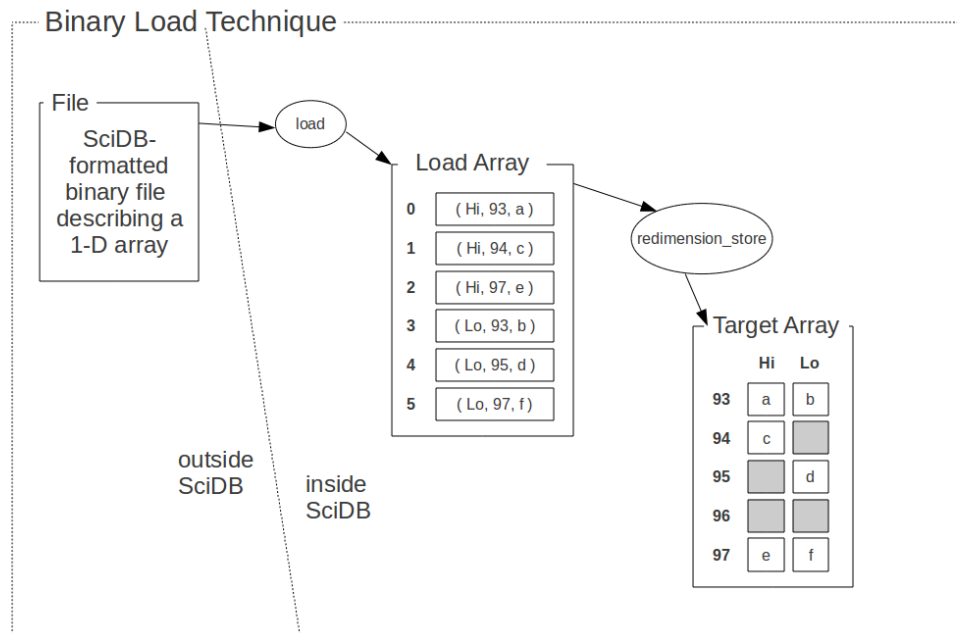 Binary Load Technique
File
SciDB-
formatted
binary file
describing a
1-D array
load
Load Array
0 ( Hi, 93, a )
1 ( Hi, 94, c )
2 ( Hi, 97, e )
3 ( Lo, 93, b )
4 ( Lo, 95, d )
5 ( Lo, 97, f )
redimension_store
Target Array
Hi Lo
93 a b
94 c
95 d
96
97 e f
outside
SciDB
inside
SciDB